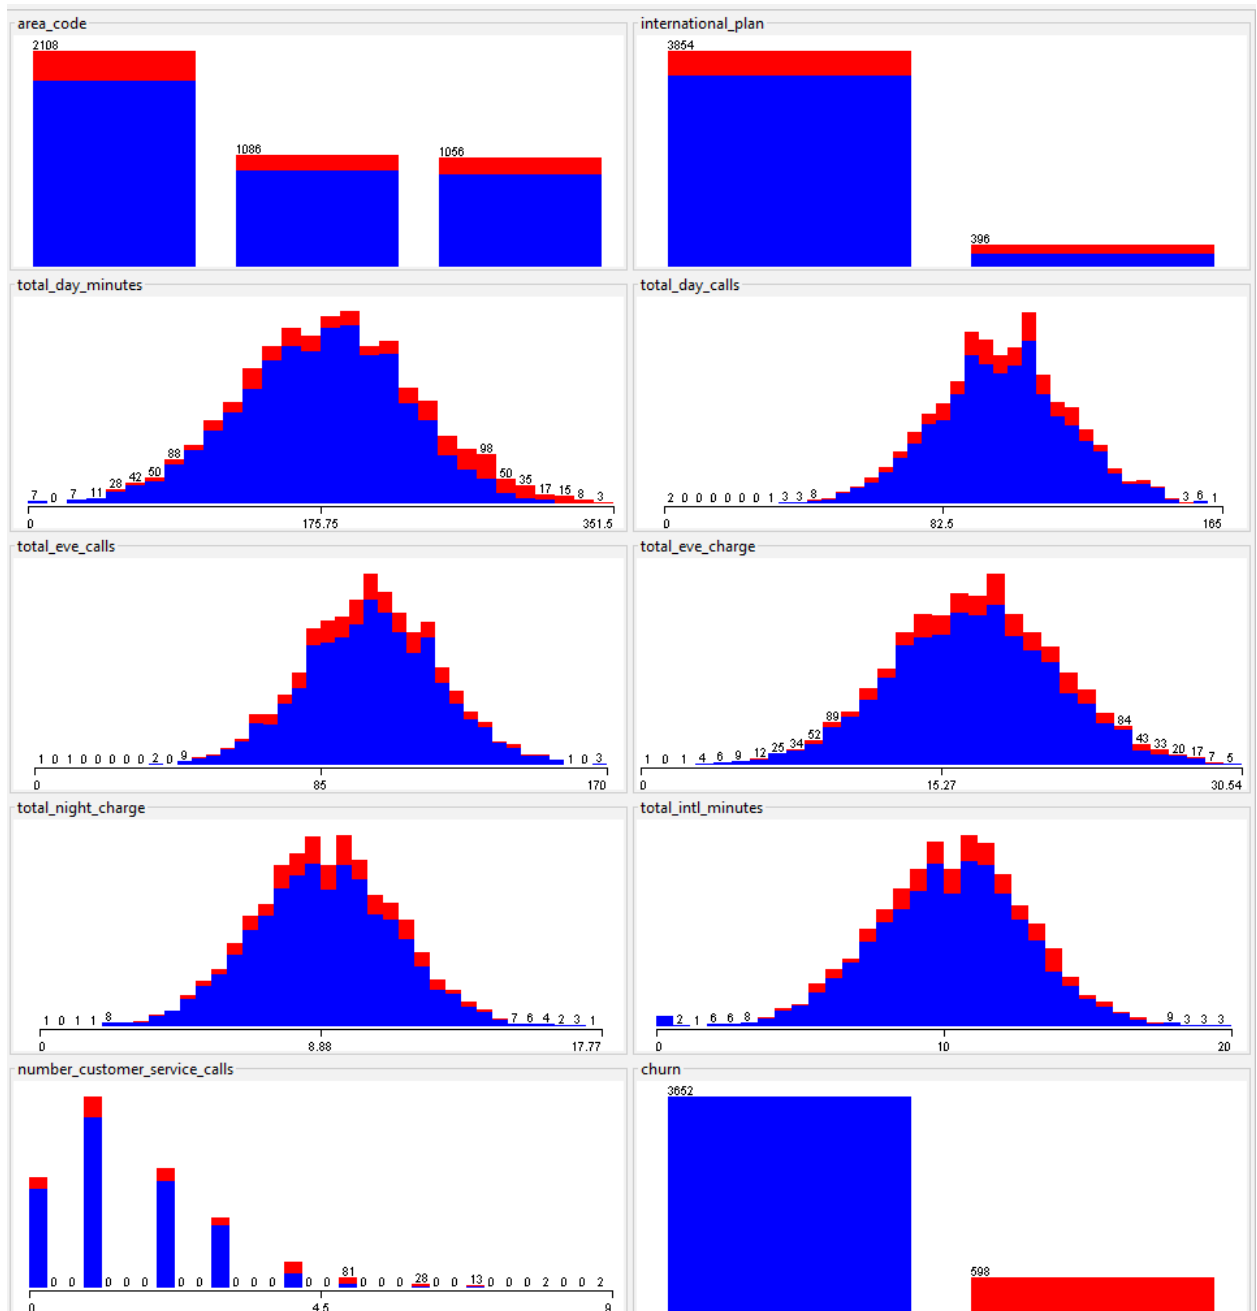 area_code
2108
1086
1056
international_plan
3854
396
total_day_minutes
7 0 7 11 28 42 50 88 98 50 35 17 15 8 3
0 175.75 351.5
total_day_calls
2 0 0 0 0 0 0 1 3 3 8 3 6 1
0 82.5 165
total_eve_calls
1 0 1 0 0 0 0 0 2 0 9 1 0 3
0 85 170
total_eve_charge
1 0 1 4 6 9 12 25 34 52 89 84 43 33 20 17 7 5
0 15.27 30.54
total_night_charge
1 0 1 1 8 7 6 4 2 3 1
0 8.88 17.77
total_intl_minutes
2 1 6 6 8 9 3 3 3
0 10 20
number_customer_service_calls
0 0 0 0 0 0 0 0 0 0 0 81 0 0 0 28 0 0 13 0 0 0 2 0 0 2
0 4.5 9
churn
3652
598